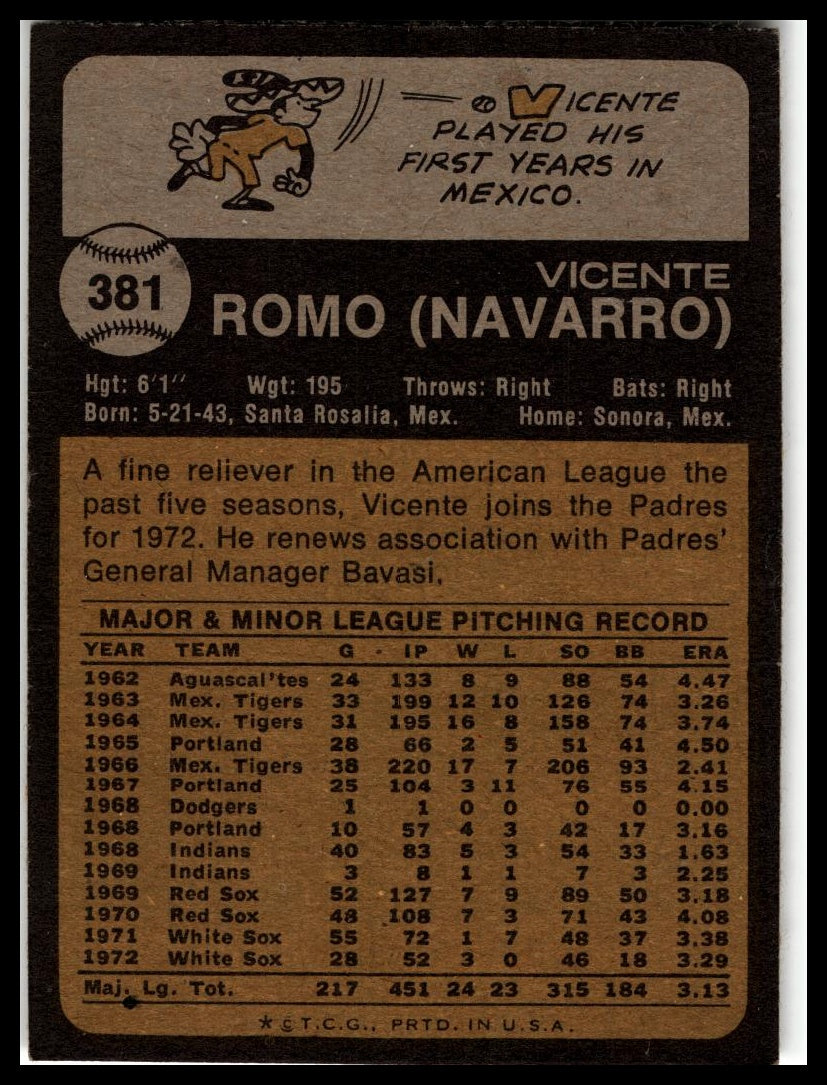 VICENTE
PLAYED HIS
FIRST YEARS IN
MEXICO.
381
VICENTE
ROMO (NAVARRO)
Hgt: 6'1" Wgt: 195 Throws: Right Bats: Right
Born: 5-21-43, Santa Rosalia, Mex. Home: Sonora, Mex.
A fine reliever in the American League the
past five seasons, Vicente joins the Padres
for 1972. He renews association with Padres'
General Manager Bavasi.
MAJOR & MINOR LEAGUE PITCHING RECORD
YEAR TEAM G IP W L SO BB ERA
1962 Aguascal'tes 24 133 8 9 88 54 4.47
1963 Mex. Tigers 33 199 12 10 126 74 3.26
1964 Mex. Tigers 31 195 16 8 158 74 3.74
1965 Portland 28 66 2 5 51 41 4.50
1966 Mex. Tigers 38 220 17 7 206 93 2.41
1967 Portland 25 104 3 11 76 55 4.15
1968 Dodgers 1 1 0 0 0 0 0.00
1968 Portland 10 57 4 3 42 17 3.16
1968 Indians 40 83 5 3 54 33 1.63
1969 Indians 3 8 1 1 7 3 2.25
1969 Red Sox 52 127 7 9 89 50 3.18
1970 Red Sox 48 108 7 3 71 43 4.08
1971 White Sox 55 72 1 7 48 37 3.38
1972 White Sox 28 52 3 0 46 18 3.29
Maj. Lg. Tot. 217 451 24 23 315 184 3.13
* © T.C.G., PRTD. IN U.S.A.